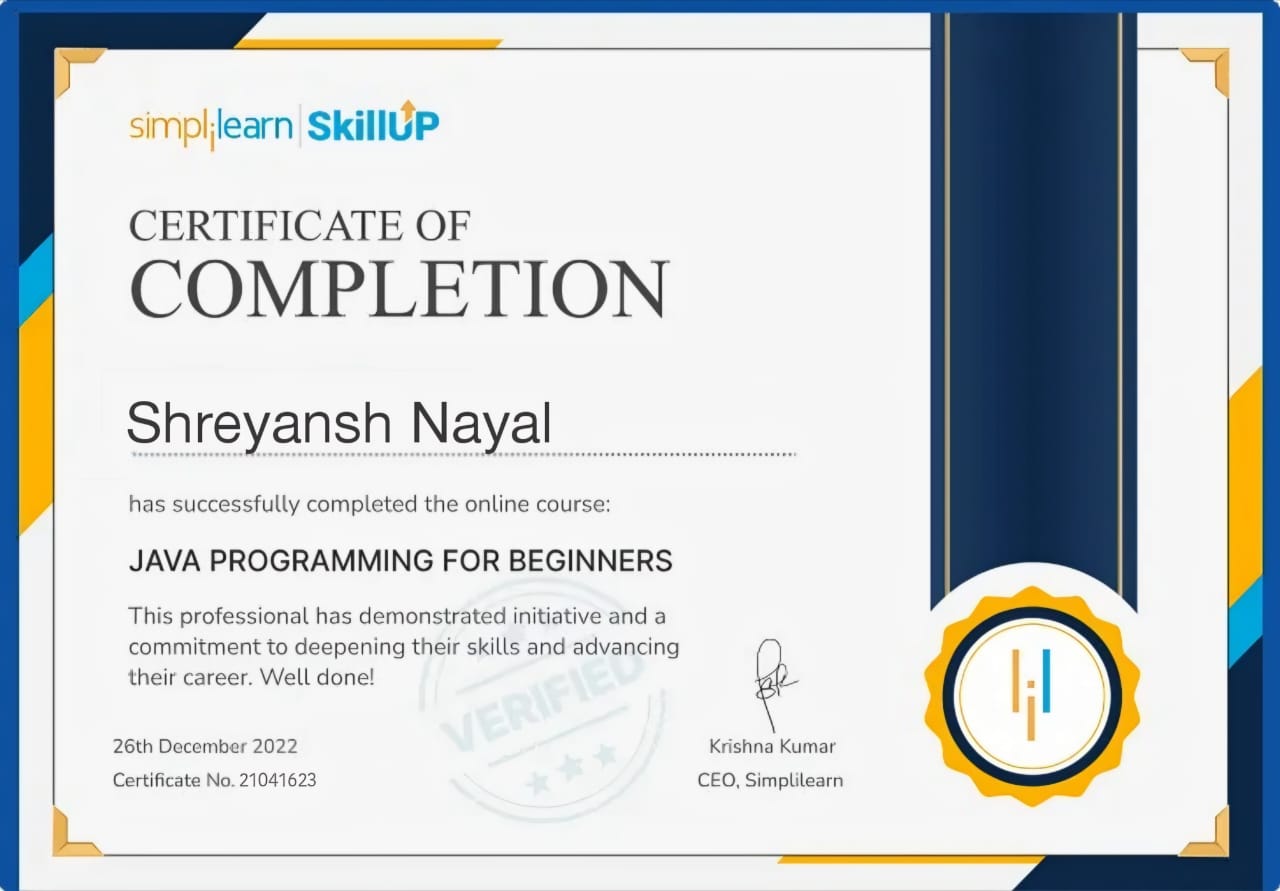 simplilearn | SkillUP
CERTIFICATE OF
COMPLETION
Shreyansh Nayal
has successfully completed the online course:
JAVA PROGRAMMING FOR BEGINNERS
This professional has demonstrated initiative and a
commitment to deepening their skills and advancing
their career. Well done!
VERIFIED
26th December 2022
Certificate No. 21041623
Krishna Kumar
CEO, Simplilearn